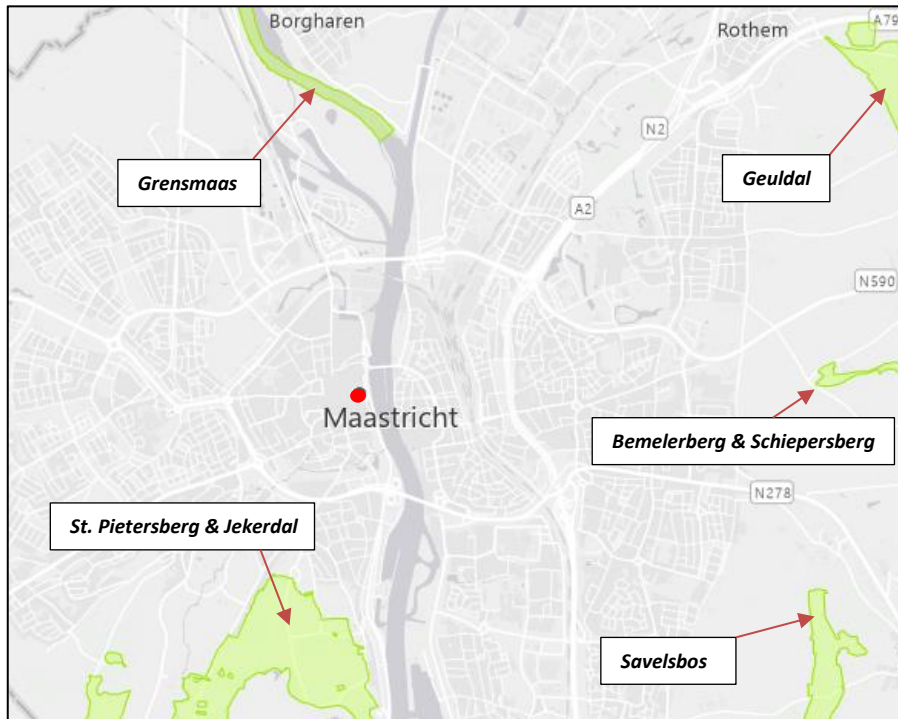 Borgharen
Rothem
A79
N2
Grensmaas
Geuldal
A2
N590
Maastricht
Bemelerberg & Schiepersberg
N278
St. Pietersberg & Jekerdal
Savelsbos